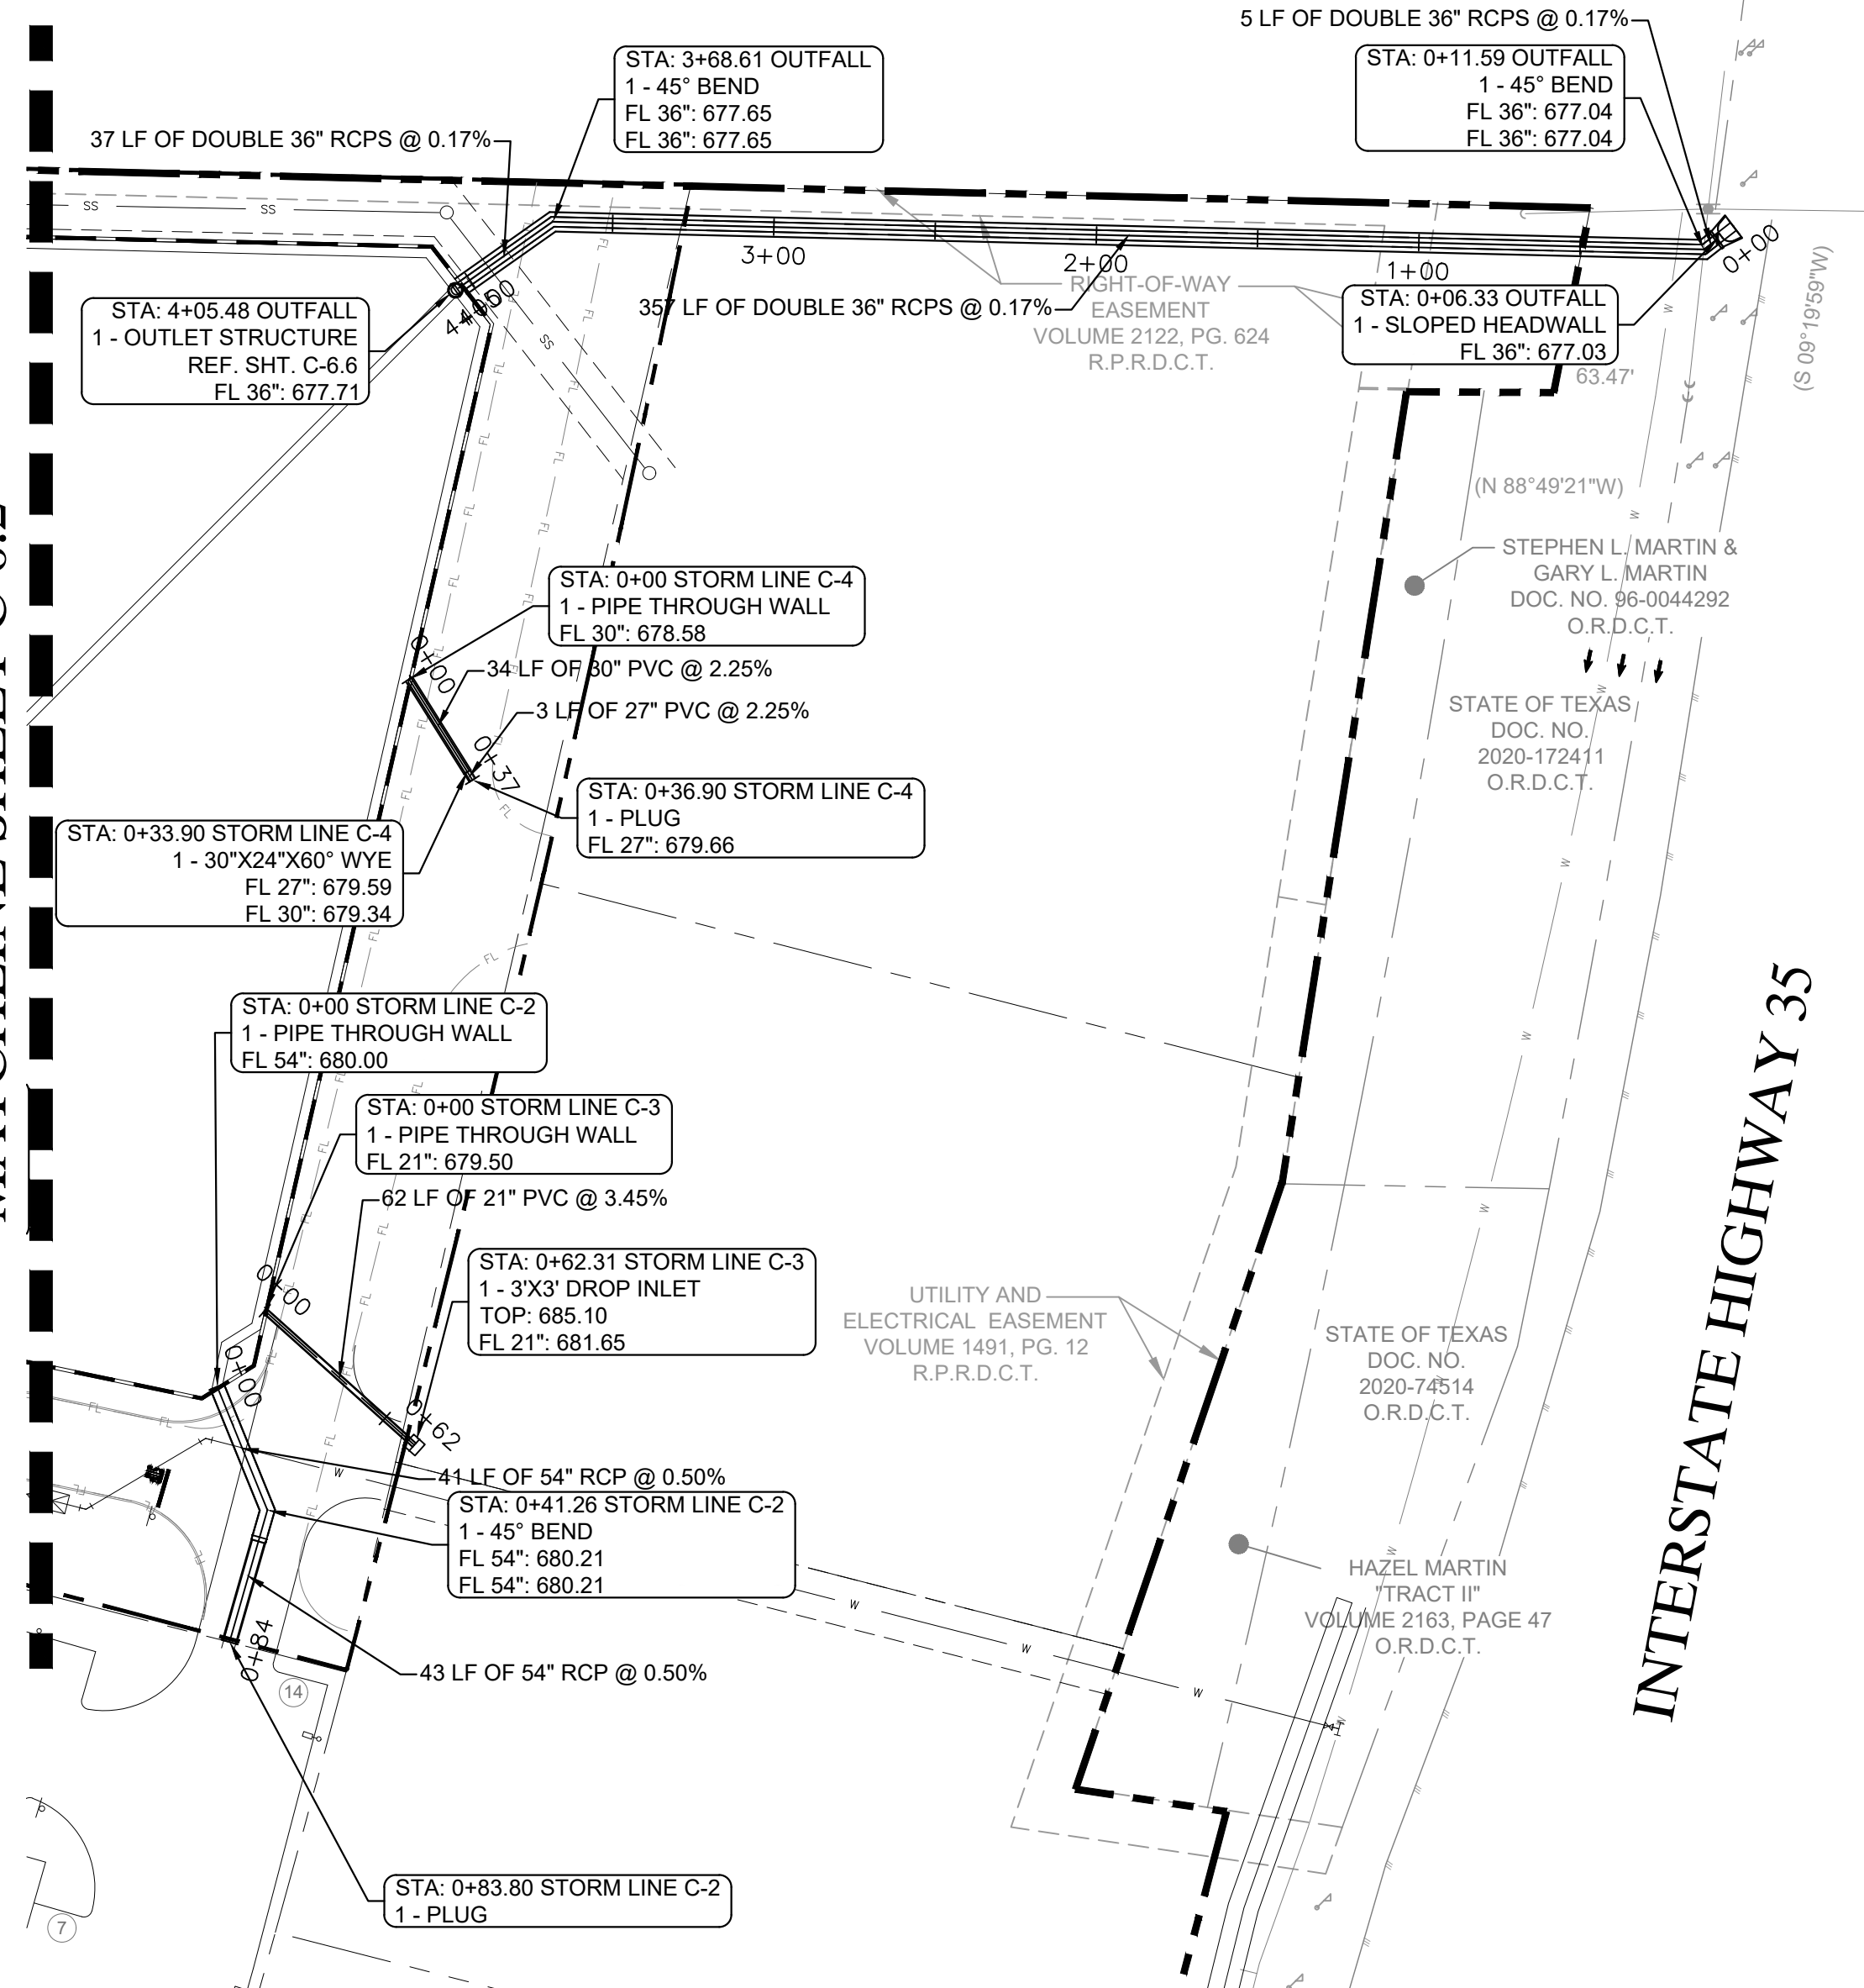 5 LF OF DOUBLE 36" RCPS @ 0.17%
STA: 3+68.61 OUTFALL
1 - 45° BEND
FL 36": 677.65
FL 36": 677.65
STA: 0+11.59 OUTFALL
1 - 45° BEND
FL 36": 677.04
FL 36": 677.04
37 LF OF DOUBLE 36" RCPS @ 0.17%
SS
SS
3+00
2+00
1+00
0+00
RIGHT-OF-WAY
EASEMENT
VOLUME 2122, PG. 624
R.P.R.D.C.T.
357 LF OF DOUBLE 36" RCPS @ 0.17%
STA: 4+05.48 OUTFALL
1 - OUTLET STRUCTURE
REF. SHT. C-6.6
FL 36": 677.71
STA: 0+06.33 OUTFALL
1 - SLOPED HEADWALL
FL 36": 677.03
63.47'
(S 09°19'59"W)
SS
(N 88°49'21"W)
STEPHEN L. MARTIN &
GARY L. MARTIN
DOC. NO. 96-0044292
O.R.D.C.T.
STA: 0+00 STORM LINE C-4
1 - PIPE THROUGH WALL
FL 30": 678.58
0+00
34 LF OF 30" PVC @ 2.25%
3 LF OF 27" PVC @ 2.25%
0+37
STATE OF TEXAS
DOC. NO.
2020-172411
O.R.D.C.T.
STA: 0+36.90 STORM LINE C-4
1 - PLUG
FL 27": 679.66
STA: 0+33.90 STORM LINE C-4
1 - 30"X24"X60° WYE
FL 27": 679.59
FL 30": 679.34
STA: 0+00 STORM LINE C-2
1 - PIPE THROUGH WALL
FL 54": 680.00
STA: 0+00 STORM LINE C-3
1 - PIPE THROUGH WALL
FL 21": 679.50
62 LF OF 21" PVC @ 3.45%
STA: 0+62.31 STORM LINE C-3
1 - 3'X3' DROP INLET
TOP: 685.10
FL 21": 681.65
0+00
0+00
0+62
UTILITY AND
ELECTRICAL EASEMENT
VOLUME 1491, PG. 12
R.P.R.D.C.T.
STATE OF TEXAS
DOC. NO.
2020-74514
O.R.D.C.T.
INTERSTATE HIGHWAY 35
41 LF OF 54" RCP @ 0.50%
STA: 0+41.26 STORM LINE C-2
1 - 45° BEND
FL 54": 680.21
FL 54": 680.21
HAZEL MARTIN
"TRACT II"
VOLUME 2163, PAGE 47
O.R.D.C.T.
0+84
43 LF OF 54" RCP @ 0.50%
14
STA: 0+83.80 STORM LINE C-2
1 - PLUG
7